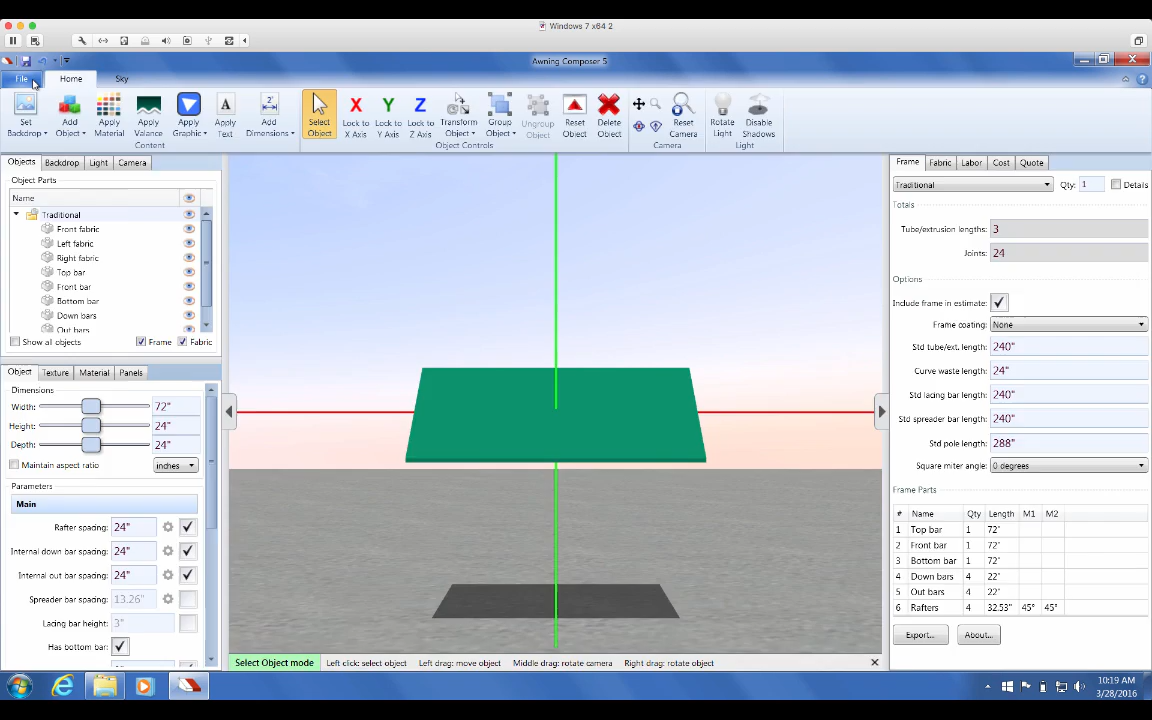 Windows 7 x64 2
Awning Composer 5
File Home Sky
Set Backdrop
Add Object
Apply Material
Apply Valance
Apply Graphic
Apply Text
Add Dimensions
Select Object
X Lock to X Axis
Y Lock to Y Axis
Z Lock to Z Axis
Transform Object
Group Object
Ungroup Object
Reset Object
Delete Object
Reset Camera
Rotate Light
Disable Shadows
Content Object Controls Camera Light
Objects Backdrop Light Camera
Object Parts
Name
Traditional
Front fabric
Left fabric
Right fabric
Top bar
Front bar
Bottom bar
Down bars
Out bars
Show all objects Frame Fabric
Object Texture Material Panels
Dimensions
Width: 72"
Height: 24"
Depth: 24"
Maintain aspect ratio inches
Parameters
Main
Rafter spacing: 24"
Internal down bar spacing: 24"
Internal out bar spacing: 24"
Spreader bar spacing: 13.26"
Lacing bar height: 3"
Has bottom bar:
Select Object mode Left click: select object Left drag: move object Middle drag: rotate camera Right drag: rotate object
Frame Fabric Labor Cost Quote
Traditional Qty: 1 Details
Totals
Tube/extrusion lengths: 3
Joints: 24
Options
Include frame in estimate:
Frame coating: None
Std tube/ext. length: 240"
Curve waste length: 24"
Std lacing bar length: 240"
Std spreader bar length: 240"
Std pole length: 288"
Square miter angle: 0 degrees
Frame Parts
# Name Qty Length M1 M2
1 Top bar 1 72"
2 Front bar 1 72"
3 Bottom bar 1 72"
4 Down bars 4 22"
5 Out bars 4 22"
6 Rafters 4 32.53" 45° 45°
Export... About...
10:19 AM
3/28/2016